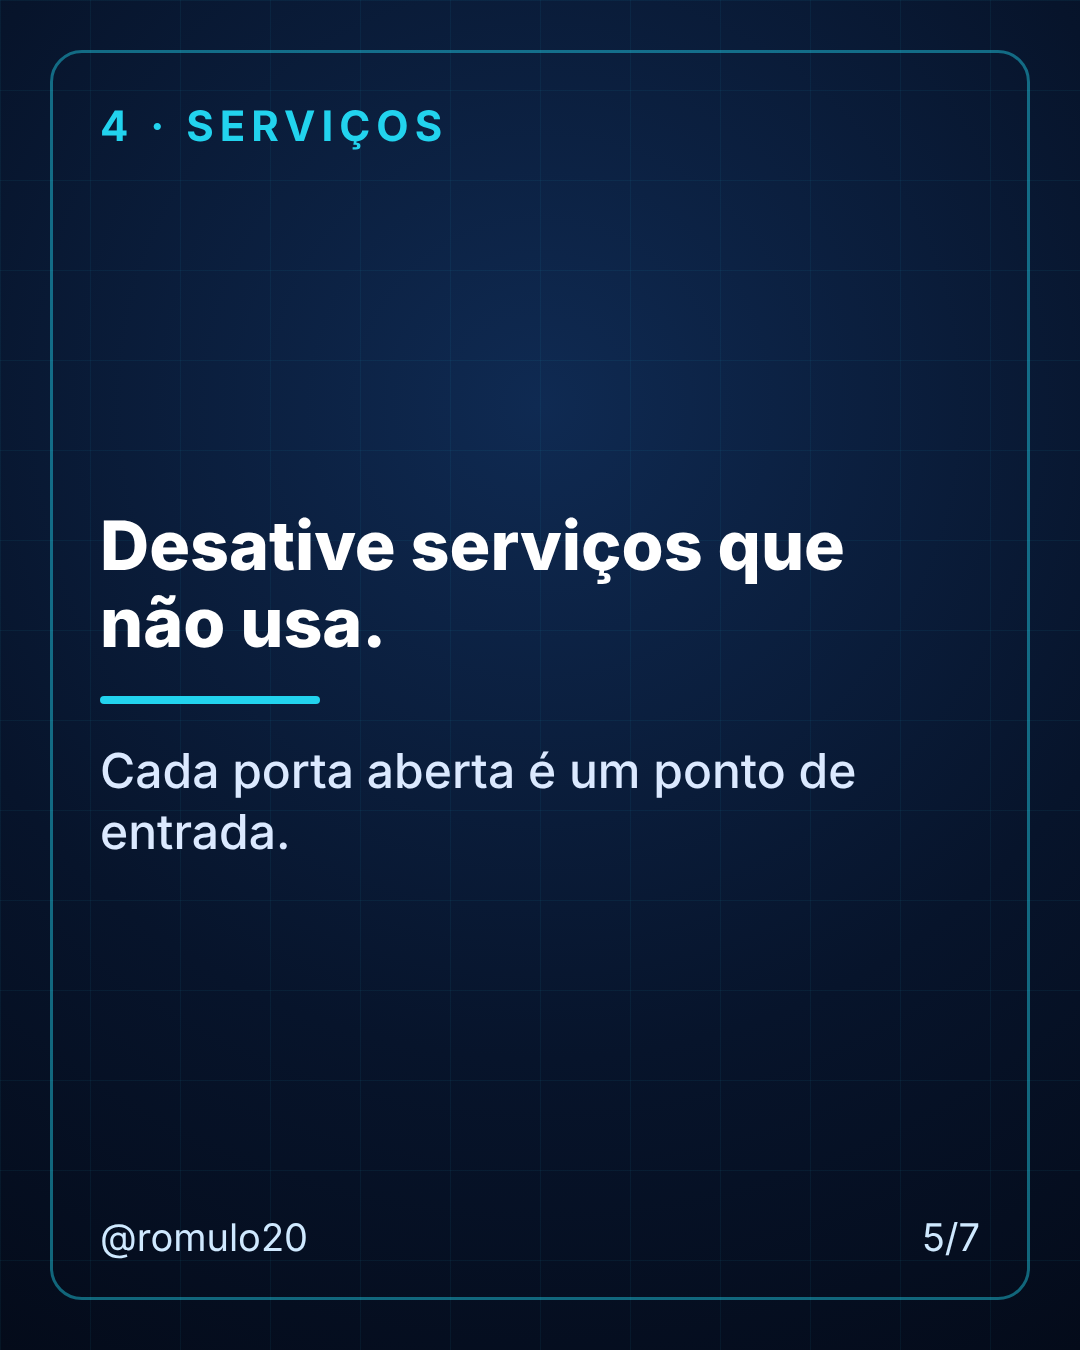 4 · SERVIÇOS
Desative serviços que
não usa.
Cada porta aberta é um ponto de
entrada.
@romulo20
5/7